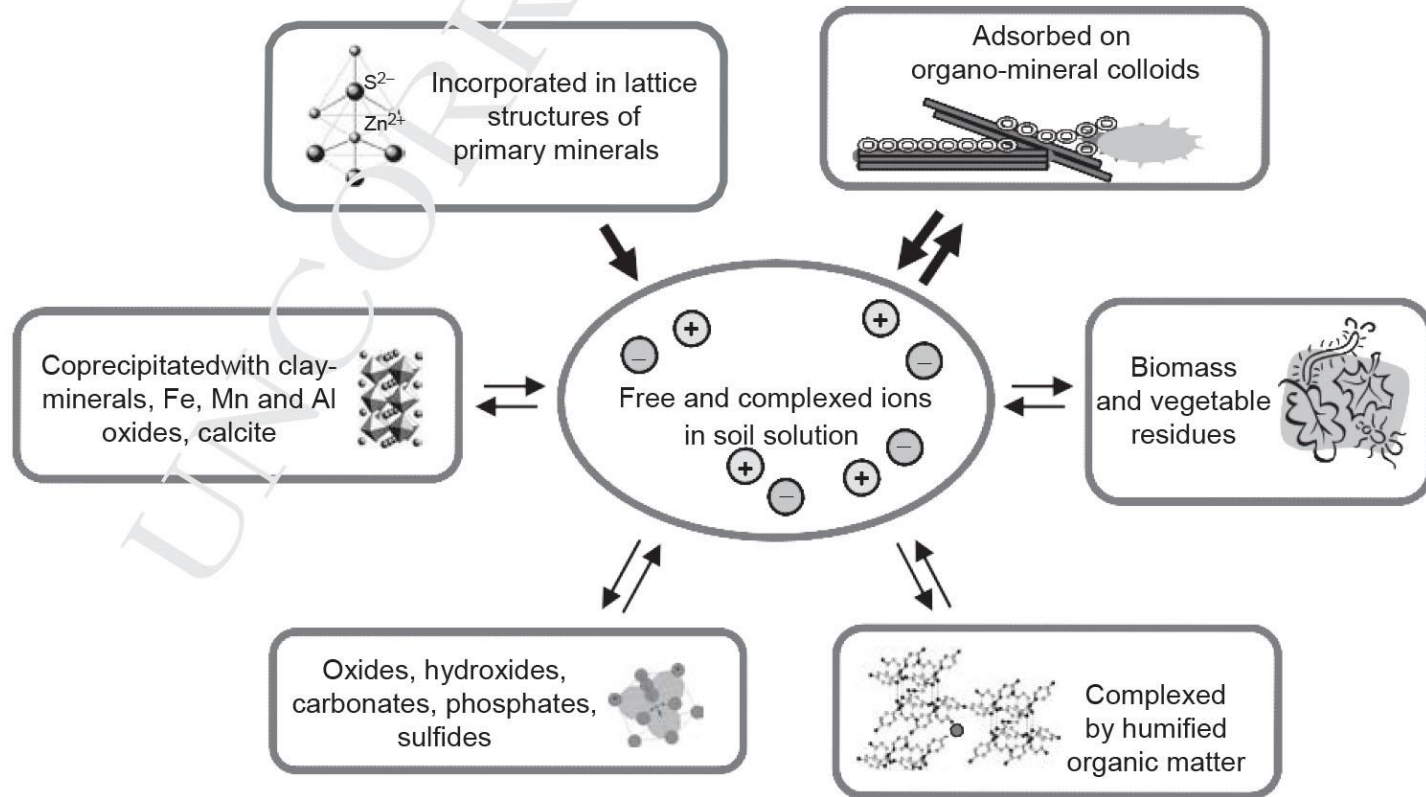 S2–
Zn2+
Incorporated in lattice
structures of
primary minerals
Adsorbed on
organo-mineral colloids
Coprecipitatedwith clay-
minerals, Fe, Mn and Al
oxides, calcite
Free and complexed ions
in soil solution
+
–
+
–
+
–
+
–
Biomass
and vegetable
residues
Oxides, hydroxides,
carbonates, phosphates,
sulfides
Complexed
by humified
organic matter
UNCORR